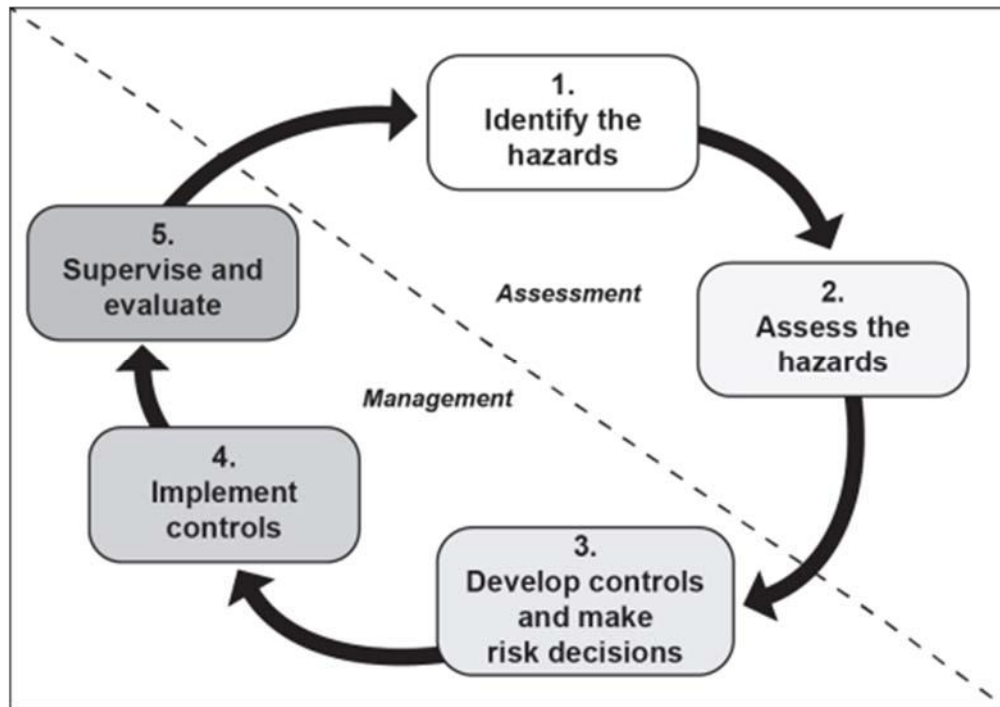 1.
Identify the
hazards
2.
Assess the
hazards
3.
Develop controls
and make
risk decisions
4.
Implement
controls
5.
Supervise and
evaluate
Assessment
Management